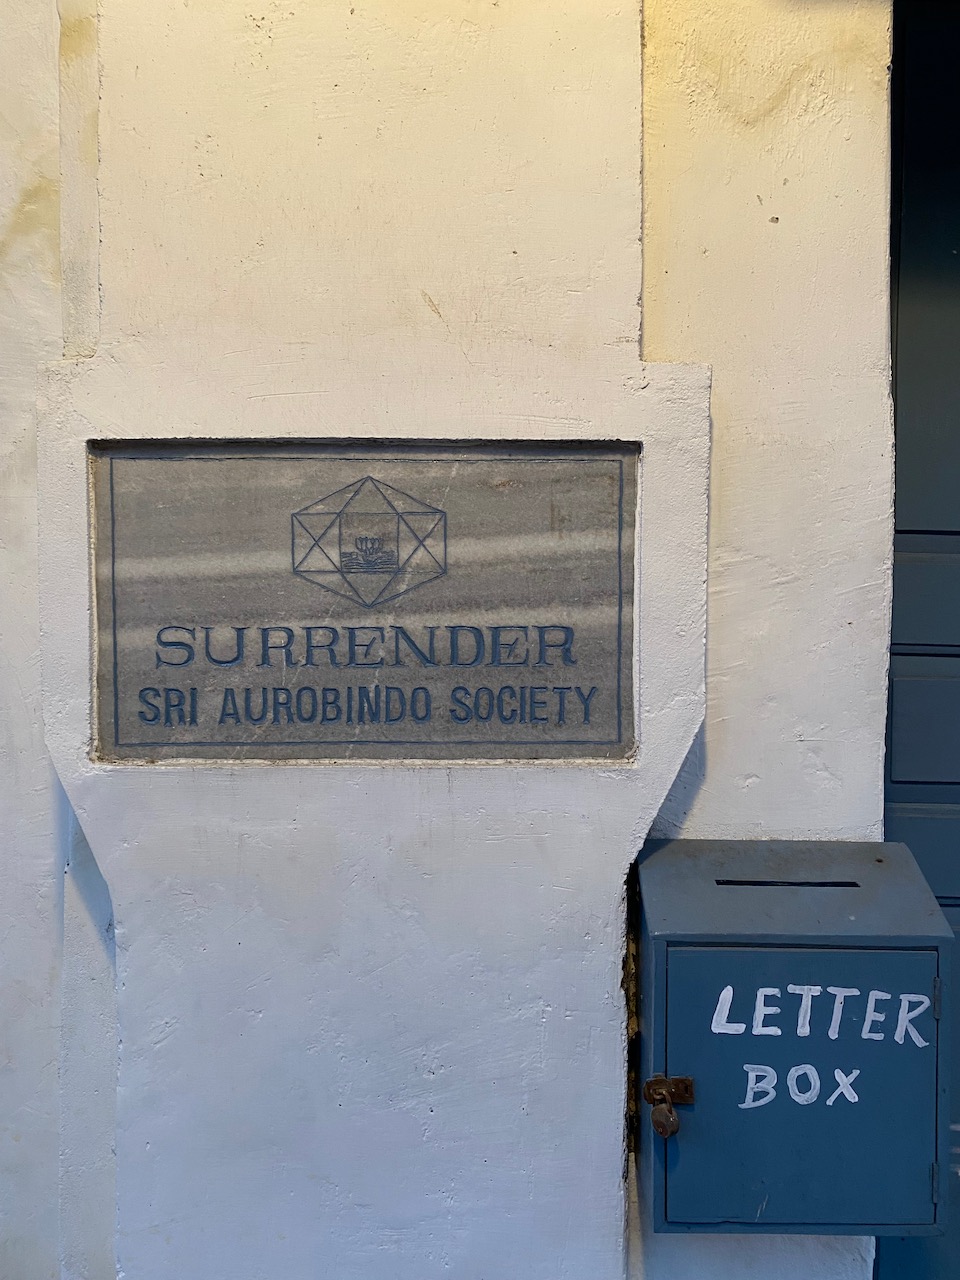 SURRENDER
SRI AUROBINDO SOCIETY
LETTER
BOX